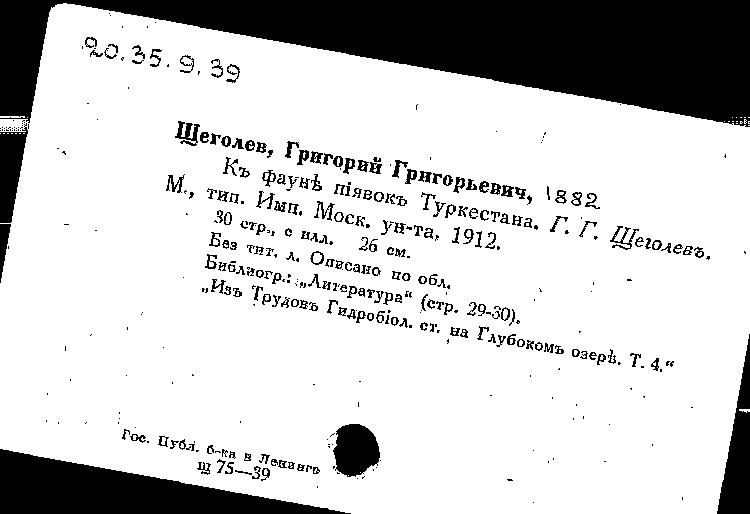 20.35.9.39
Щеголев, Григорий Григорьевич, 1882
Къ фаунѣ піявокъ Туркестана. Г. Г. Щеголевъ.
М., тип. Имп. Моск. ун-та, 1912.
30 стр., с илл. 26 см.
Без тит. л. Описано по обл.
Библиогр.: „Литература“ (стр. 29-30).
„Изъ Трудовъ Гидробіол. ст. на Глубокомъ озерѣ. Т. 4.“
Гос. Публ. б-ка в Ленингр
щ 75—39